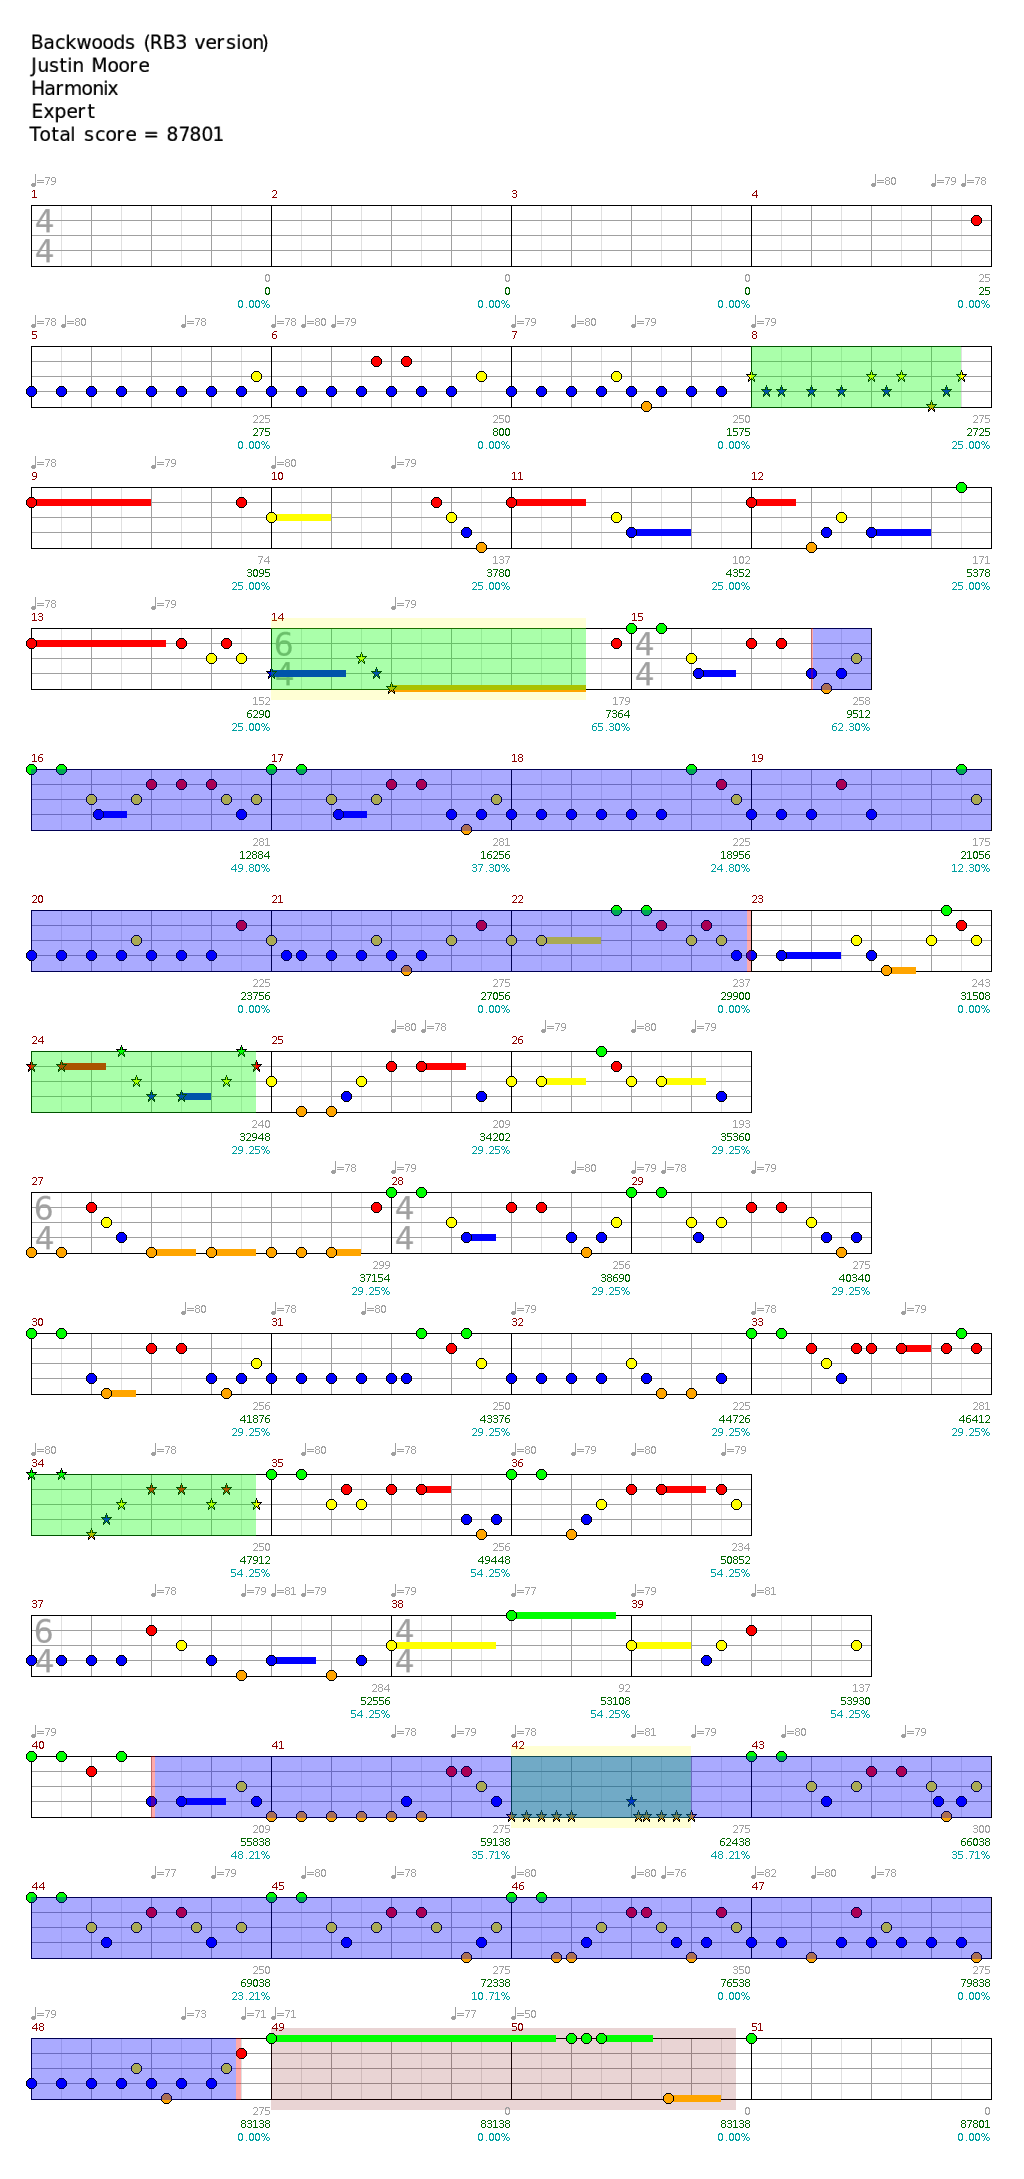 Backwoods (RB3 version)
Justin Moore
Harmonix
Expert
Total score = 87801
♩=79 ♩=80 ♩=79 ♩=78
1 2 3 4
4
4
0 0 0 25
0 0 0 25
0.00% 0.00% 0.00% 0.00%
♩=78 ♩=80 ♩=78 ♩=78 ♩=80 ♩=79 ♩=79 ♩=80 ♩=79 ♩=79
5 6 7 8
225 250 250 275
275 800 1575 2725
0.00% 0.00% 0.00% 25.00%
♩=78 ♩=79 ♩=80 ♩=79
9 10 11 12
74 137 102 171
3095 3780 4352 5378
25.00% 25.00% 25.00% 25.00%
♩=78 ♩=79 ♩=79
13 14 15
6 4
4 4
152 179 258
6290 7364 9512
25.00% 65.30% 62.30%
16 17 18 19
281 281 225 175
12884 16256 18956 21056
49.80% 37.30% 24.80% 12.30%
20 21 22 23
225 275 237 243
23756 27056 29900 31508
0.00% 0.00% 0.00% 0.00%
♩=80 ♩=78 ♩=79 ♩=80 ♩=79
24 25 26
240 209 193
32948 34202 35360
29.25% 29.25% 29.25%
♩=78 ♩=79 ♩=80 ♩=79 ♩=78 ♩=79
27 28 29
6 4
4 4
299 256 275
37154 38690 40340
29.25% 29.25% 29.25%
♩=80 ♩=78 ♩=80 ♩=79 ♩=78 ♩=79
30 31 32 33
256 250 225 281
41876 43376 44726 46412
29.25% 29.25% 29.25% 29.25%
♩=80 ♩=78 ♩=80 ♩=78 ♩=80 ♩=79 ♩=80 ♩=79
34 35 36
250 256 234
47912 49448 50852
54.25% 54.25% 54.25%
♩=78 ♩=79 ♩=81 ♩=79 ♩=79 ♩=77 ♩=79 ♩=81
37 38 39
6 4
4 4
284 92 137
52556 53108 53930
54.25% 54.25% 54.25%
♩=79 ♩=78 ♩=79 ♩=78 ♩=81 ♩=79 ♩=80 ♩=79
40 41 42 43
209 275 275 300
55838 59138 62438 66038
48.21% 35.71% 48.21% 35.71%
♩=77 ♩=79 ♩=80 ♩=78 ♩=80 ♩=80 ♩=76 ♩=82 ♩=80 ♩=78
44 45 46 47
250 275 350 275
69038 72338 76538 79838
23.21% 10.71% 0.00% 0.00%
♩=79 ♩=73 ♩=71 ♩=71 ♩=77 ♩=50
48 49 50 51
275 0 0 0
83138 83138 83138 87801
0.00% 0.00% 0.00% 0.00%